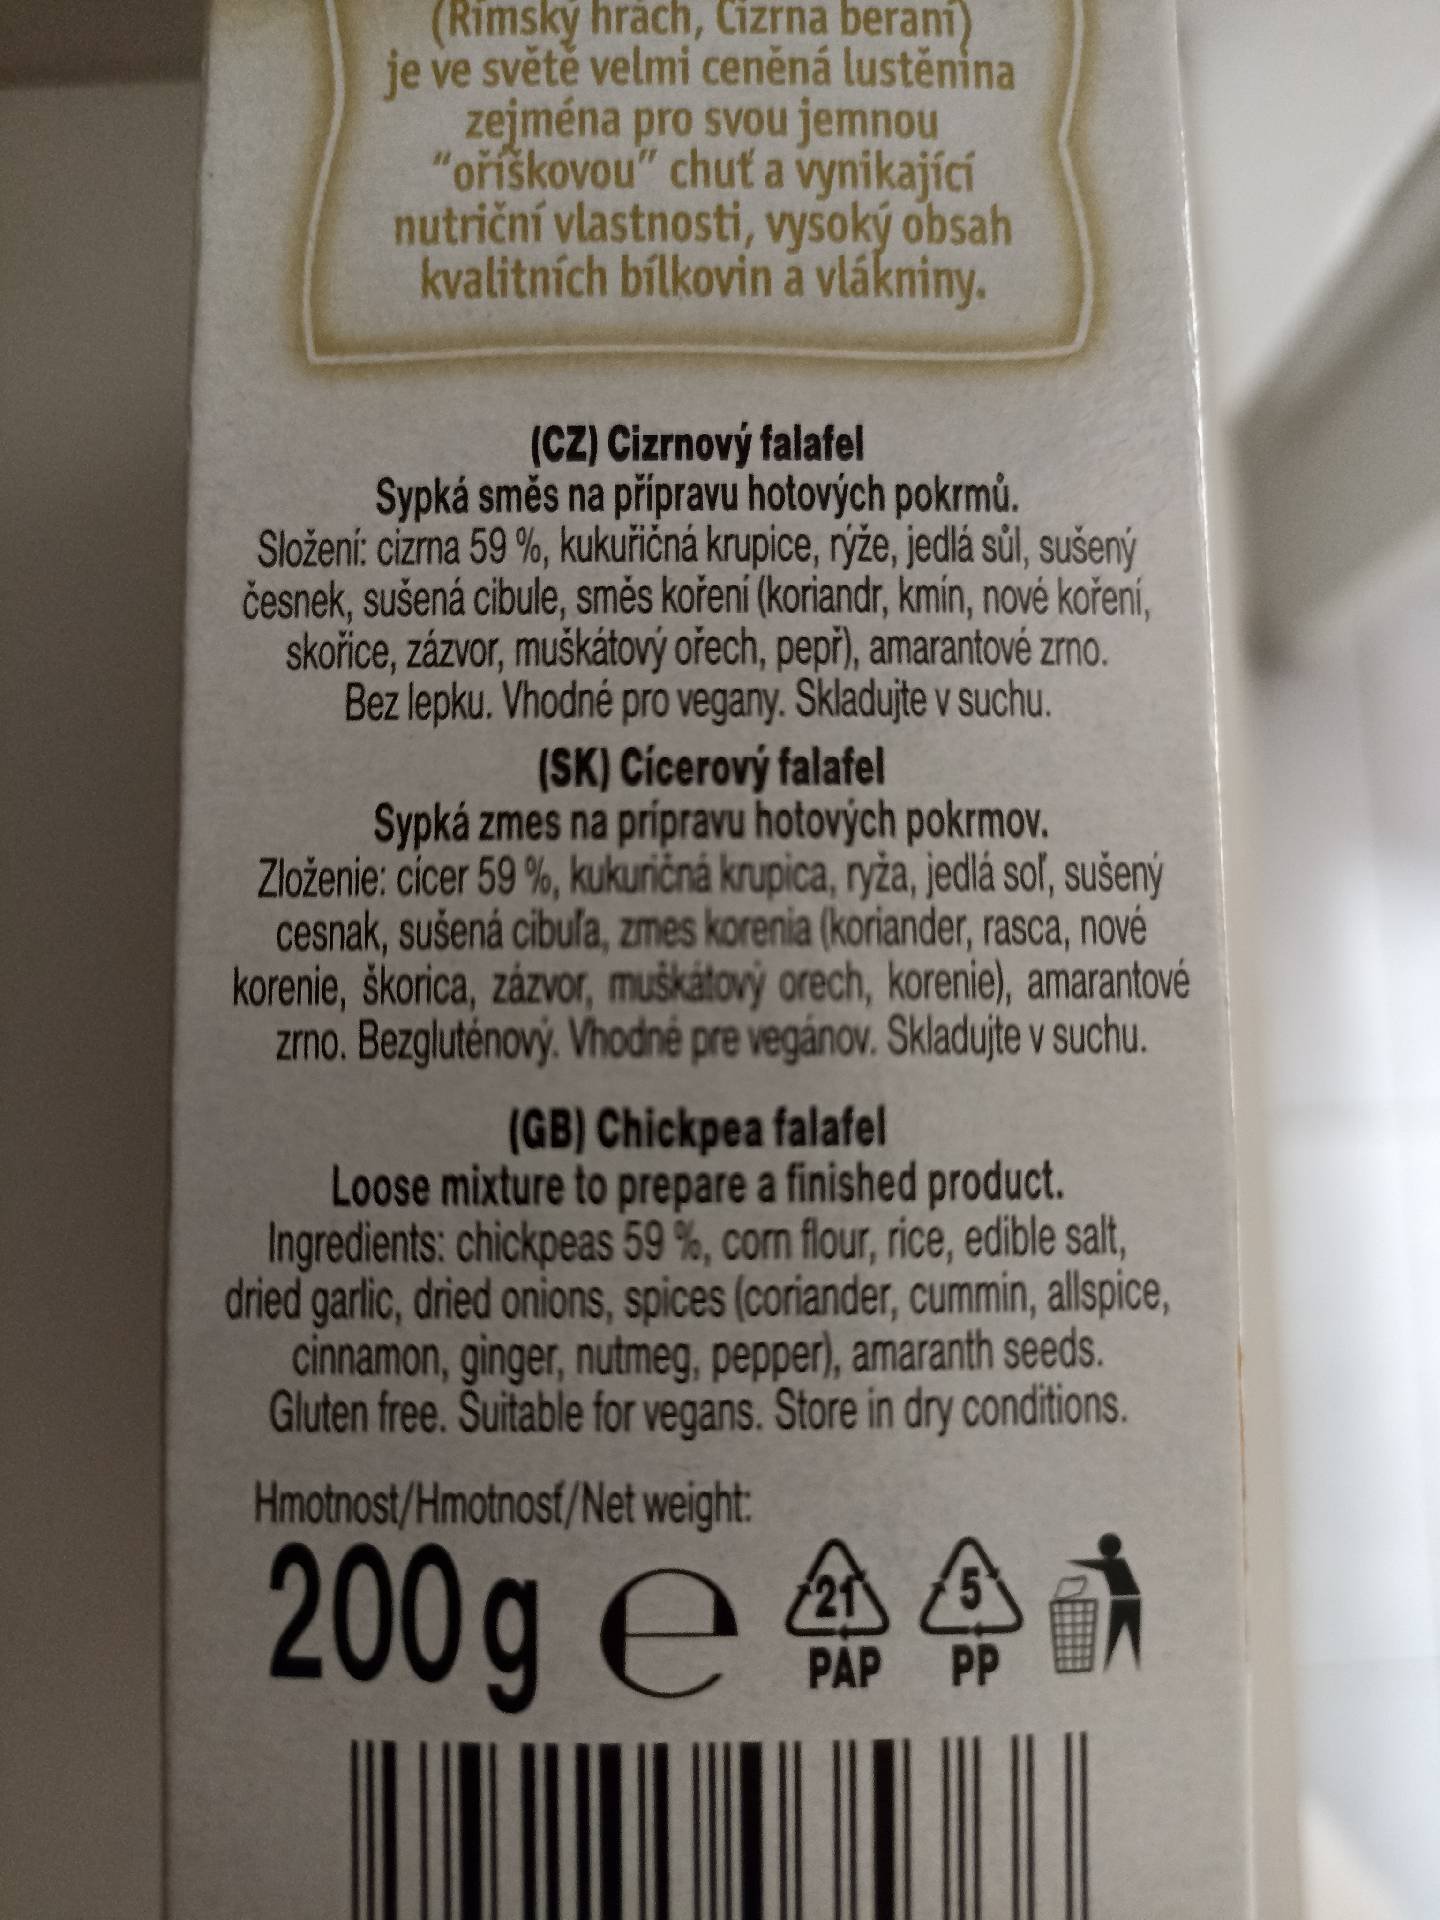 (Římský hrách, Cizrna beraní)
je ve světě velmi ceněná luštěnina
zejména pro svou jemnou
“oříškovou” chuť a vynikající
nutriční vlastnosti, vysoký obsah
kvalitních bílkovin a vlákniny.
(CZ) Cizrnový falafel
Sypká směs na přípravu hotových pokrmů.
Složení: cizrna 59 %, kukuřičná krupice, rýže, jedlá sůl, sušený
česnek, sušená cibule, směs koření (koriandr, kmín, nové koření,
skořice, zázvor, muškátový ořech, pepř), amarantové zrno.
Bez lepku. Vhodné pro vegany. Skladujte v suchu.
(SK) Cícerový falafel
Sypká zmes na prípravu hotových pokrmov.
Zloženie: cícer 59 %, kukuričná krupica, ryža, jedlá soľ, sušený
cesnak, sušená cibuľa, zmes korenia (koriander, rasca, nové
korenie, škorica, zázvor, muškátový orech, korenie), amarantové
zrno. Bezgluténový. Vhodné pre vegánov. Skladujte v suchu.
(GB) Chickpea falafel
Loose mixture to prepare a finished product.
Ingredients: chickpeas 59 %, corn flour, rice, edible salt,
dried garlic, dried onions, spices (coriander, cummin, allspice,
cinnamon, ginger, nutmeg, pepper), amaranth seeds.
Gluten free. Suitable for vegans. Store in dry conditions.
Hmotnost/Hmotnosť/Net weight:
200 g e 21 5
PAP PP